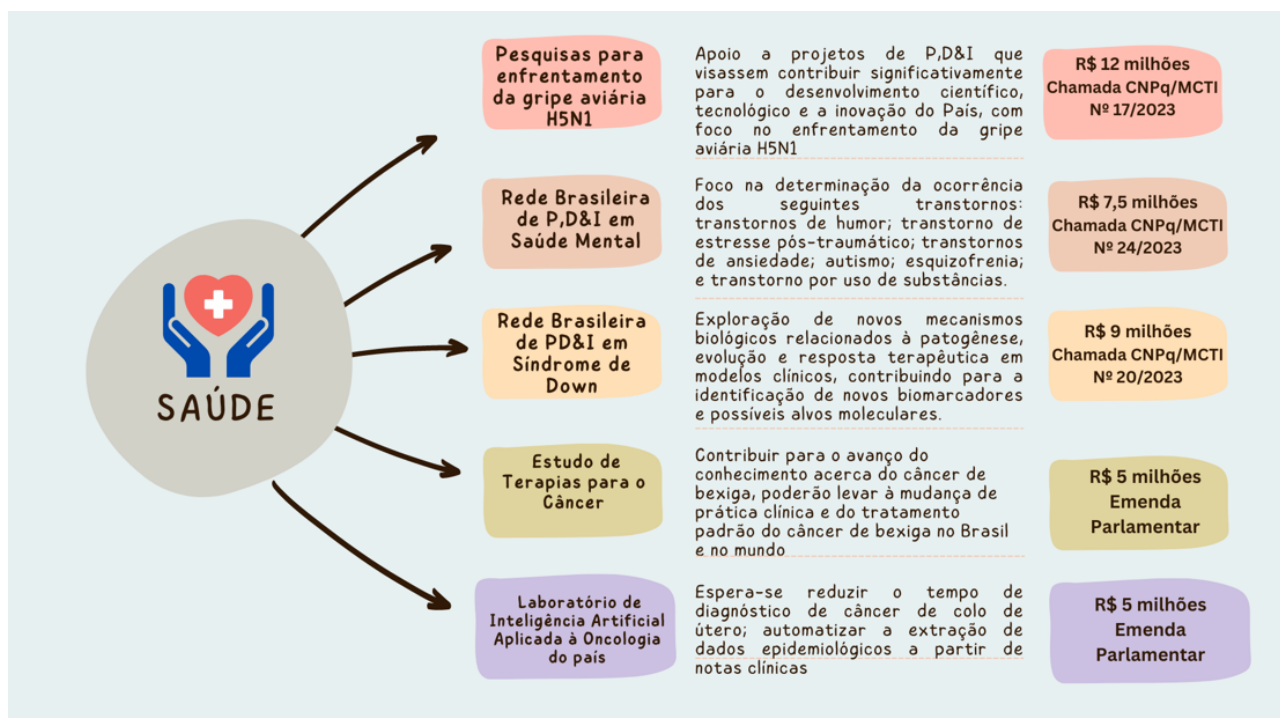 Pesquisas para
enfrentamento
da gripe aviária
H5N1
Apoio a projetos de P,D&I que
visassem contribuir significativamente
para o desenvolvimento científico,
tecnológico e a inovação do País, com
foco no enfrentamento da gripe
aviária H5N1
R$ 12 milhões
Chamada CNPq/MCTI
Nº 17/2023
Rede Brasileira
de P,D&I em
Saúde Mental
Foco na determinação da ocorrência
dos seguintes transtornos:
transtornos de humor; transtorno de
estresse pós-traumático; transtornos
de ansiedade; autismo; esquizofrenia;
e transtorno por uso de substâncias.
R$ 7,5 milhões
Chamada CNPq/MCTI
Nº 24/2023
SAÚDE
Rede Brasileira
de PD&I em
Síndrome de
Down
Exploração de novos mecanismos
biológicos relacionados à patogênese,
evolução e resposta terapêutica em
modelos clínicos, contribuindo para a
identificação de novos biomarcadores
e possíveis alvos moleculares.
R$ 9 milhões
Chamada CNPq/MCTI
Nº 20/2023
Estudo de
Terapias para o
Câncer
Contribuir para o avanço do
conhecimento acerca do câncer de
bexiga, poderão levar à mudança de
prática clínica e do tratamento
padrão do câncer de bexiga no Brasil
e no mundo
R$ 5 milhões
Emenda
Parlamentar
Laboratório de
Inteligência Artificial
Aplicada à Oncologia
do país
Espera-se reduzir o tempo de
diagnóstico de câncer de colo de
útero; automatizar a extração de
dados epidemiológicos a partir de
notas clínicas
R$ 5 milhões
Emenda
Parlamentar